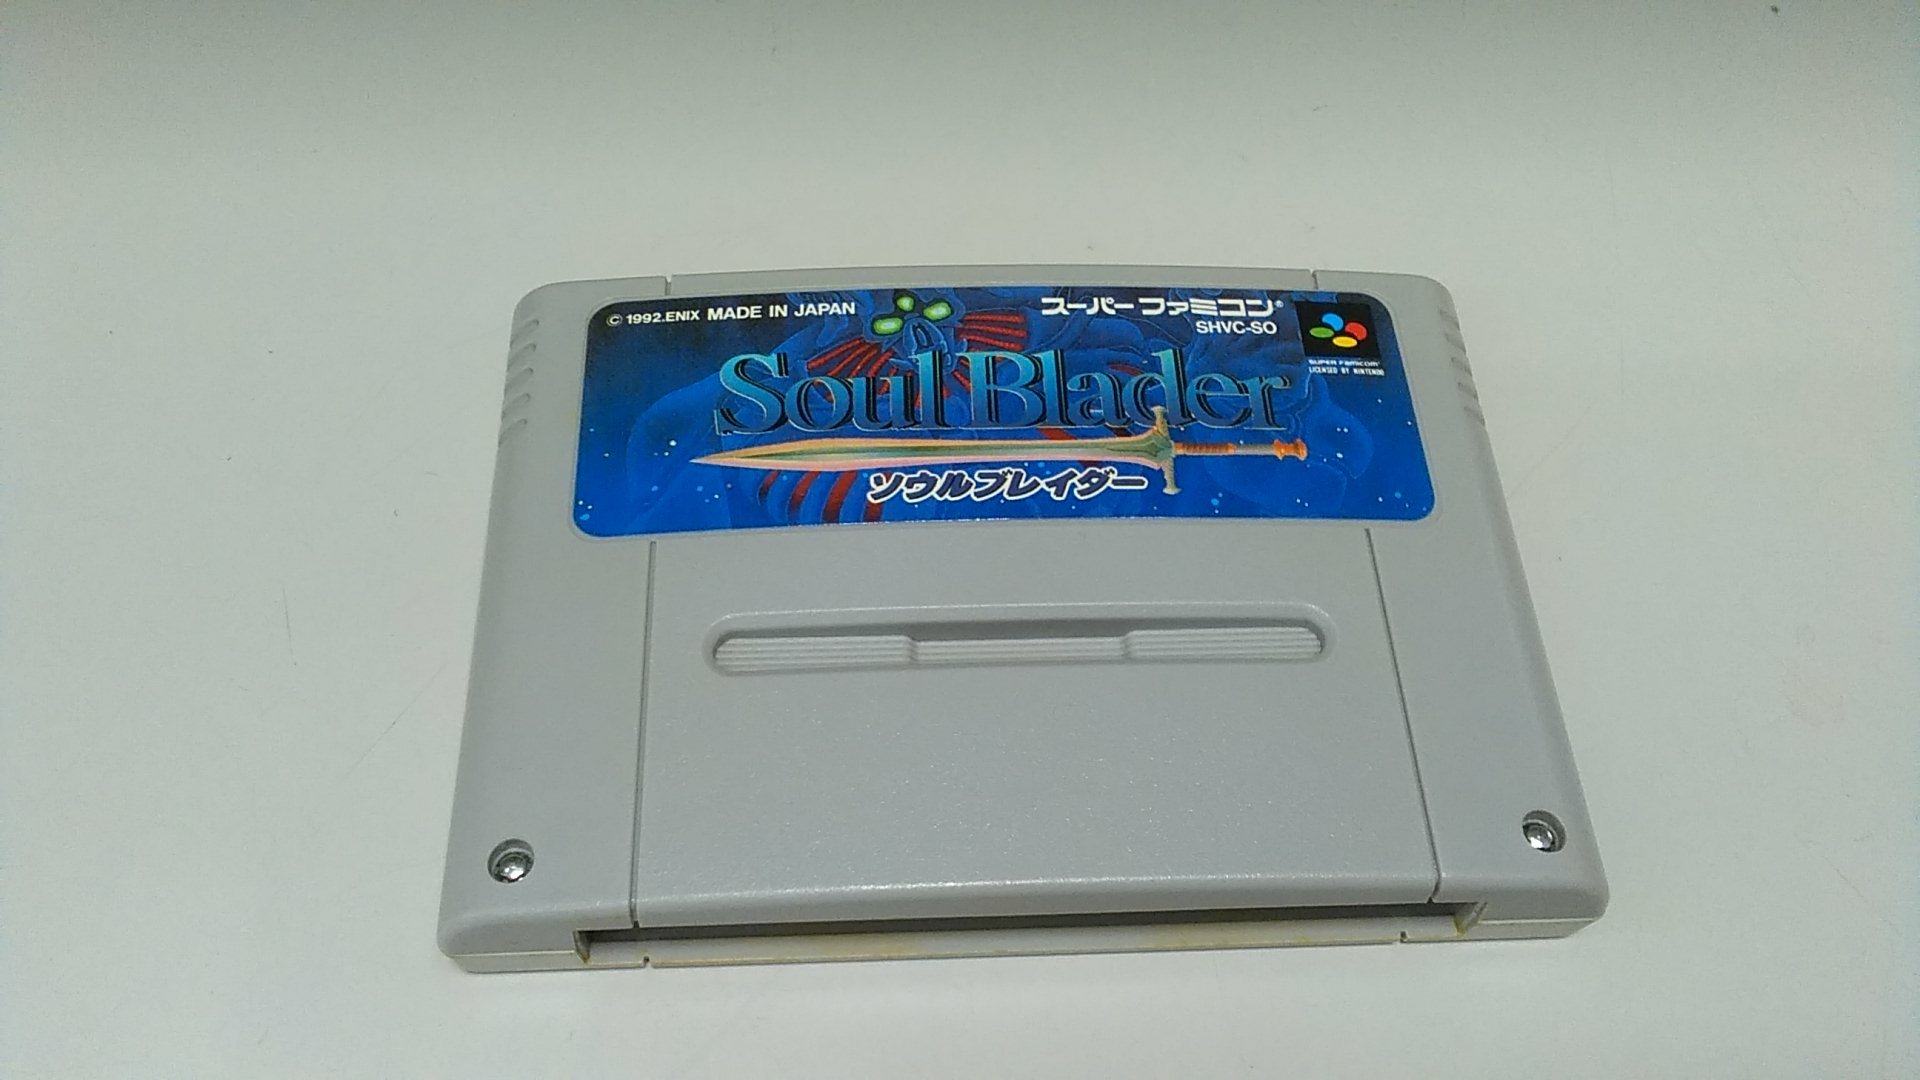 © 1992.ENIX MADE IN JAPAN
スーパーファミコン®
SHVC-SO
SUPER FAMICOM
LICENSED BY NINTENDO
Soul Blader
ソウルブレイダー